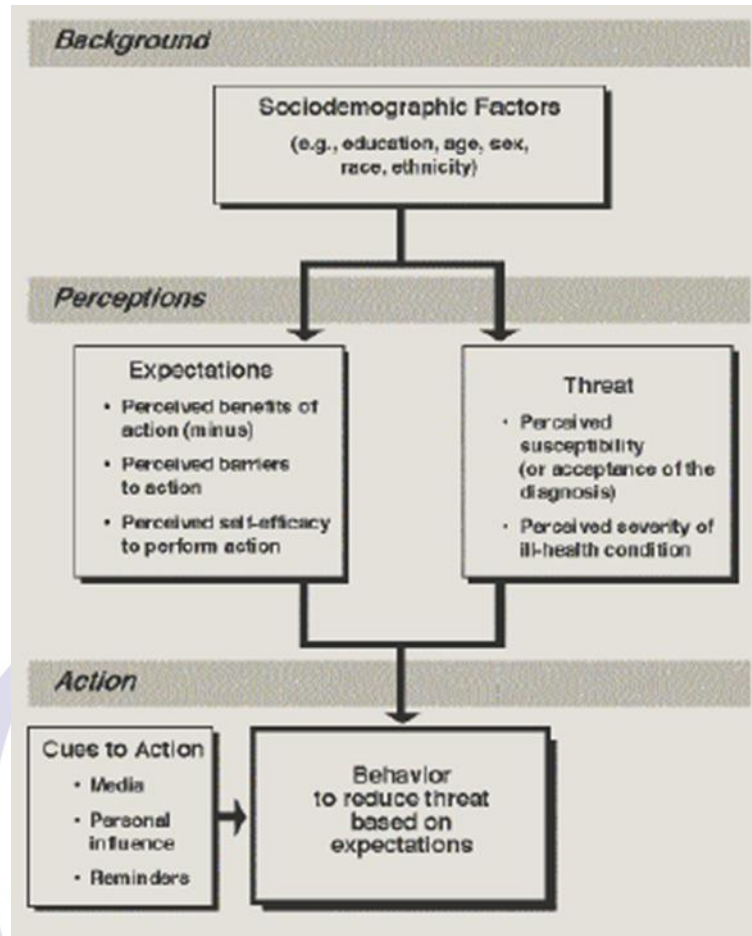 Background
Sociodemographic Factors
(e.g., education, age, sex,
race, ethnicity)
Perceptions
Expectations
• Perceived benefits of
action (minus)
• Perceived barriers
to action
• Perceived self-efficacy
to perform action
Threat
• Perceived
susceptibility
(or acceptance of the
diagnosis)
• Perceived severity of
ill-health condition
Action
Cues to Action
• Media
• Personal
influence
• Reminders
Behavior
to reduce threat
based on
expectations